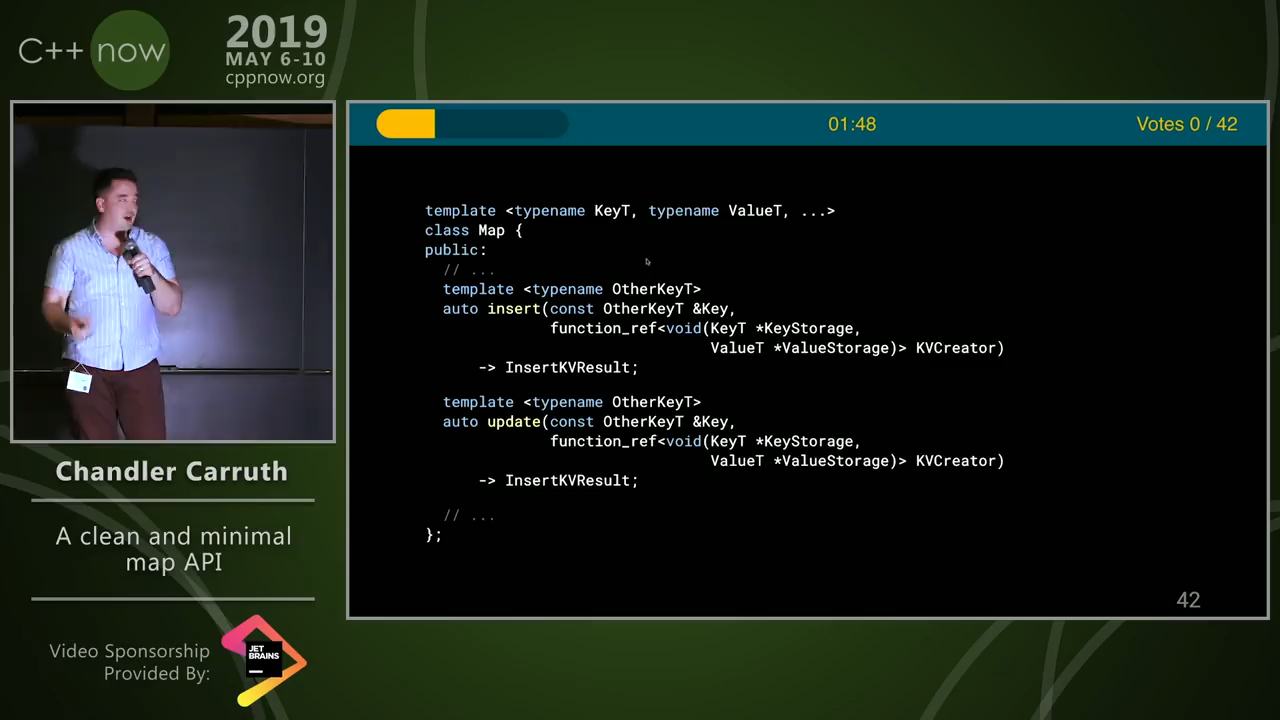 C++ now
2019
MAY 6-10
cppnow.org
01:48
Votes 0 / 42
template <typename KeyT, typename ValueT, ...>
class Map {
public:
// ...
template <typename OtherKeyT>
auto insert(const OtherKeyT &Key,
function_ref<void(KeyT *KeyStorage,
ValueT *ValueStorage)> KVCreator)
-> InsertKVResult;
template <typename OtherKeyT>
auto update(const OtherKeyT &Key,
function_ref<void(KeyT *KeyStorage,
ValueT *ValueStorage)> KVCreator)
-> InsertKVResult;
// ...
};
42
Chandler Carruth
A clean and minimal
map API
Video Sponsorship
Provided By:
JET
BRAINS